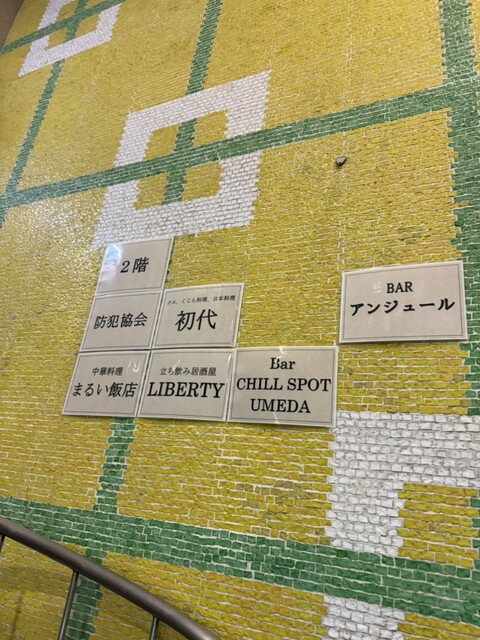 2階
防犯協会
クエ、くじら料理、日本料理
初代
BAR
アンジュール
中華料理
まるい飯店
立ち飲み居酒屋
LIBERTY
Bar
CHILL SPOT
UMEDA